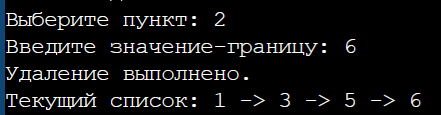 Выберите пункт: 2
Введите значение-границу: 6
Удаление выполнено.
Текущий список: 1 -> 3 -> 5 -> 6